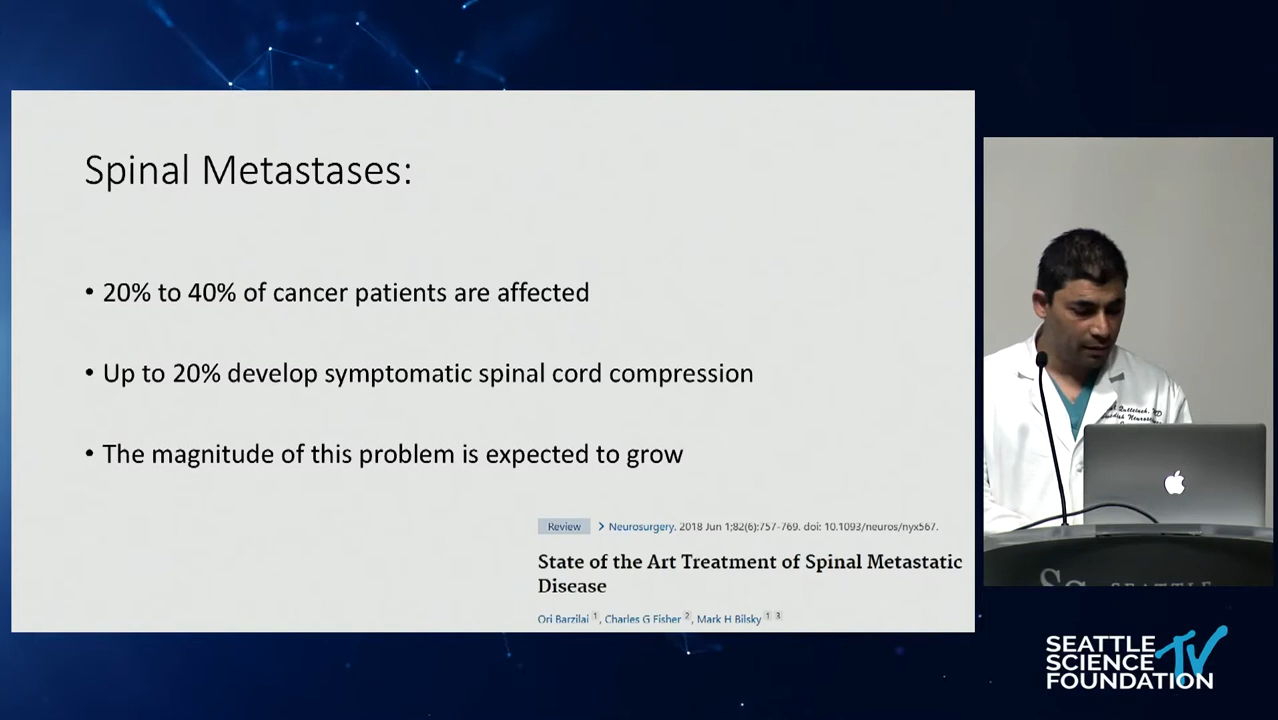 Spinal Metastases:
• 20% to 40% of cancer patients are affected
• Up to 20% develop symptomatic spinal cord compression
• The magnitude of this problem is expected to grow
Review > Neurosurgery. 2018 Jun 1;82(6):757-769. doi: 10.1093/neuros/nyx567.
State of the Art Treatment of Spinal Metastatic
Disease
Ori Barzilai 1, Charles G Fisher 2, Mark H Bilsky 1 3
MD
SEATTLE
SEATTLE
SCIENCE TV
FOUNDATION